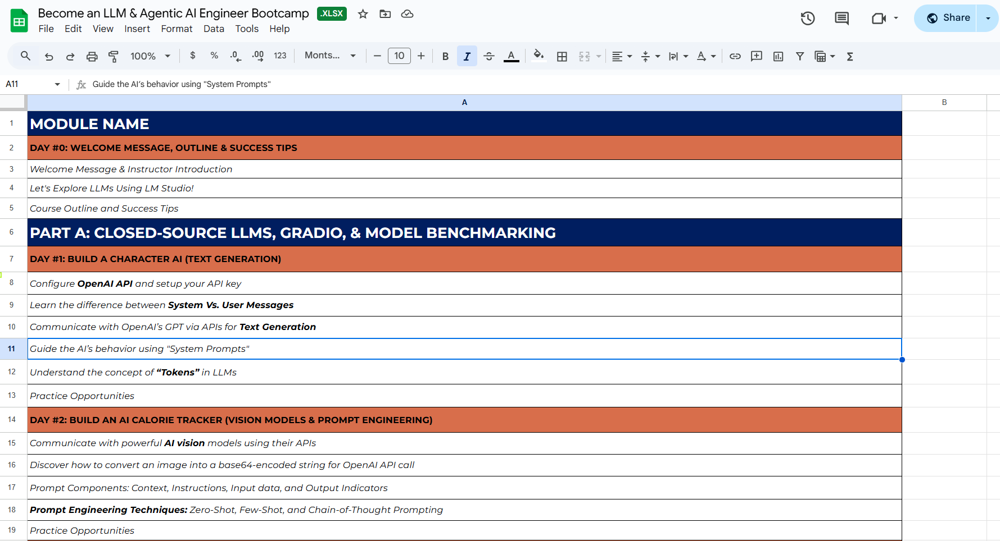 Become an LLM & Agentic AI Engineer Bootcamp .XLSX
File Edit View Insert Format Data Tools Help
Share
100% $ % .0 .00 123 Monts... 10 B I A
A11 fx Guide the AI's behavior using "System Prompts"
A B
1 MODULE NAME
2 DAY #0: WELCOME MESSAGE, OUTLINE & SUCCESS TIPS
3 Welcome Message & Instructor Introduction
4 Let's Explore LLMs Using LM Studio!
5 Course Outline and Success Tips
6 PART A: CLOSED-SOURCE LLMS, GRADIO, & MODEL BENCHMARKING
7 DAY #1: BUILD A CHARACTER AI (TEXT GENERATION)
8 Configure OpenAI API and setup your API key
9 Learn the difference between System Vs. User Messages
10 Communicate with OpenAI's GPT via APIs for Text Generation
11 Guide the AI's behavior using "System Prompts"
12 Understand the concept of “Tokens” in LLMs
13 Practice Opportunities
14 DAY #2: BUILD AN AI CALORIE TRACKER (VISION MODELS & PROMPT ENGINEERING)
15 Communicate with powerful AI vision models using their APIs
16 Discover how to convert an image into a base64-encoded string for OpenAI API call
17 Prompt Components: Context, Instructions, Input data, and Output Indicators
18 Prompt Engineering Techniques: Zero-Shot, Few-Shot, and Chain-of-Thought Prompting
19 Practice Opportunities